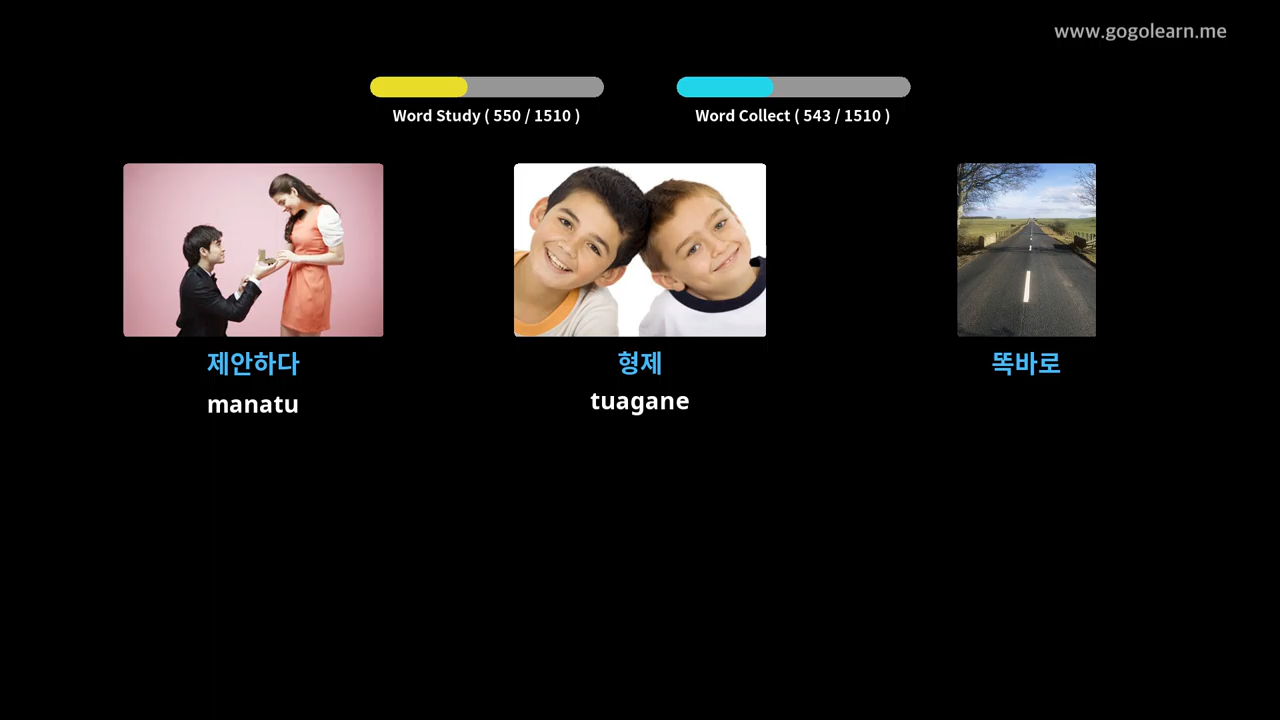 www.gogolearn.me
Word Study ( 550 / 1510 )
Word Collect ( 543 / 1510 )
제안하다
형제
똑바로
manatu
tuagane